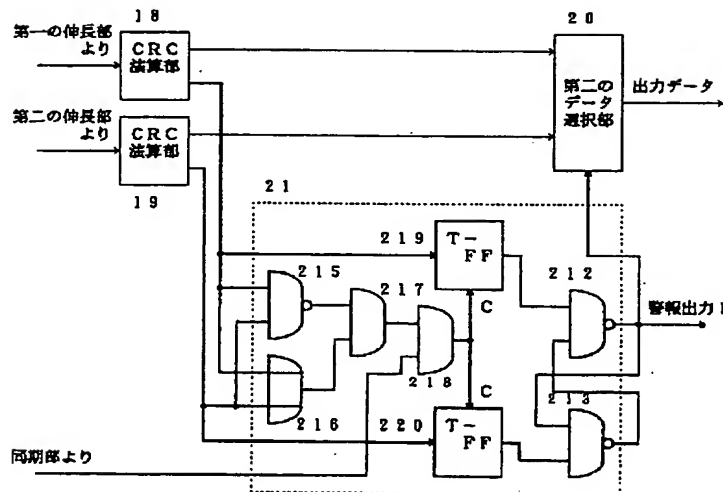 18
20
第一の伸長部
より
CRC
演算部
第二の
データ
選択部
出力データ
第二の伸長部
より
CRC
演算部
19
21
219
T-
FF
215
217
212
C
警報出力1
218
C
213
216
220
T-
FF
同期部より